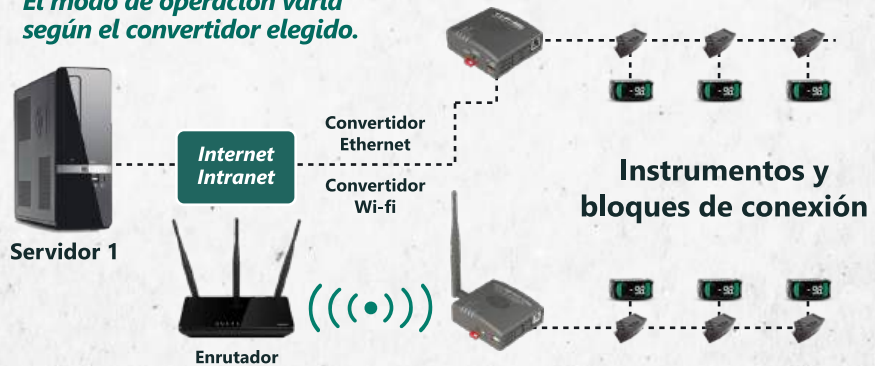 El modo de operación varía
según el convertidor elegido.
Internet
Intranet
Convertidor
Ethernet
Convertidor
Wi-fi
Instrumentos y
bloques de conexión
Servidor 1
Enrutador